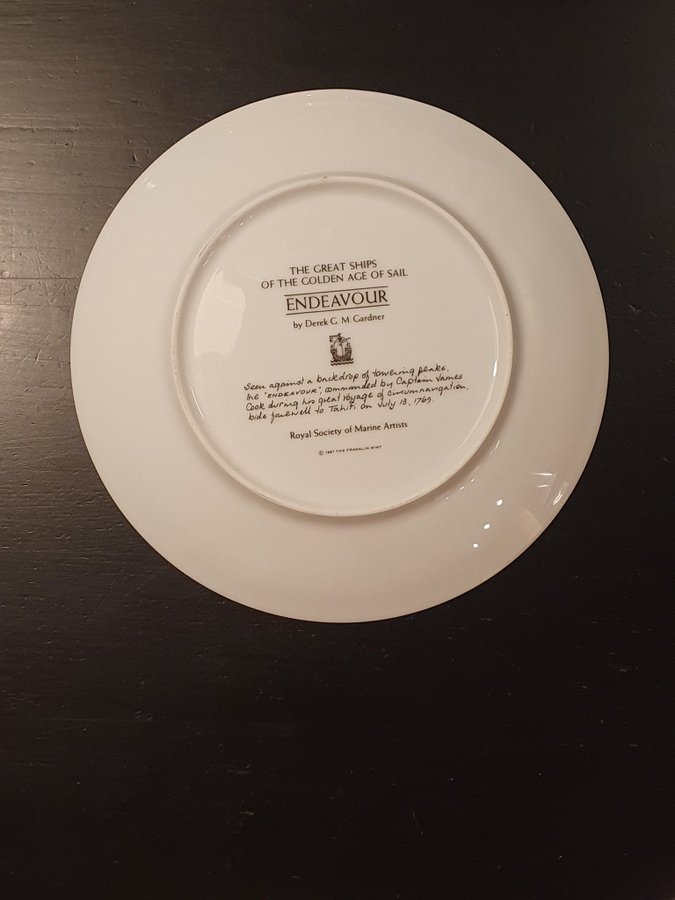 THE GREAT SHIPS
OF THE GOLDEN AGE OF SAIL
ENDEAVOUR
by Derek G. M. Gardner
Seen against a backdrop of towering peaks,
the "ENDEAVOUR", commanded by Captain James
Cook during his great voyage of circumnavigation,
bids farewell to Tahiti on July 13, 1769.
Royal Society of Marine Artists
© 1987 THE FRANKLIN MINT